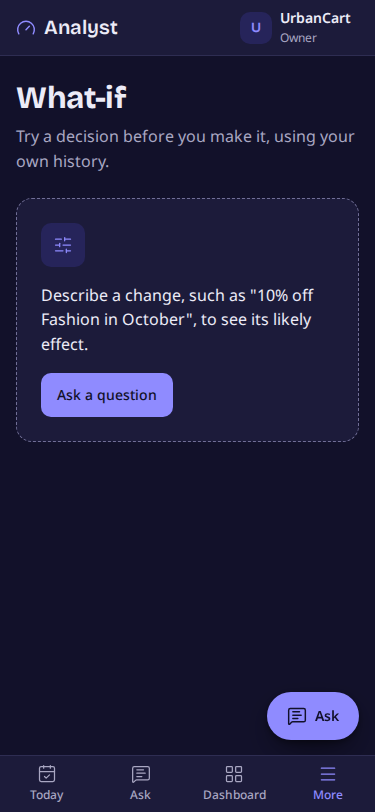 Analyst
U
UrbanCart
Owner
What-if
Try a decision before you make it, using your
own history.
Describe a change, such as "10% off
Fashion in October", to see its likely
effect.
Ask a question
Ask
Today
Ask
Dashboard
More